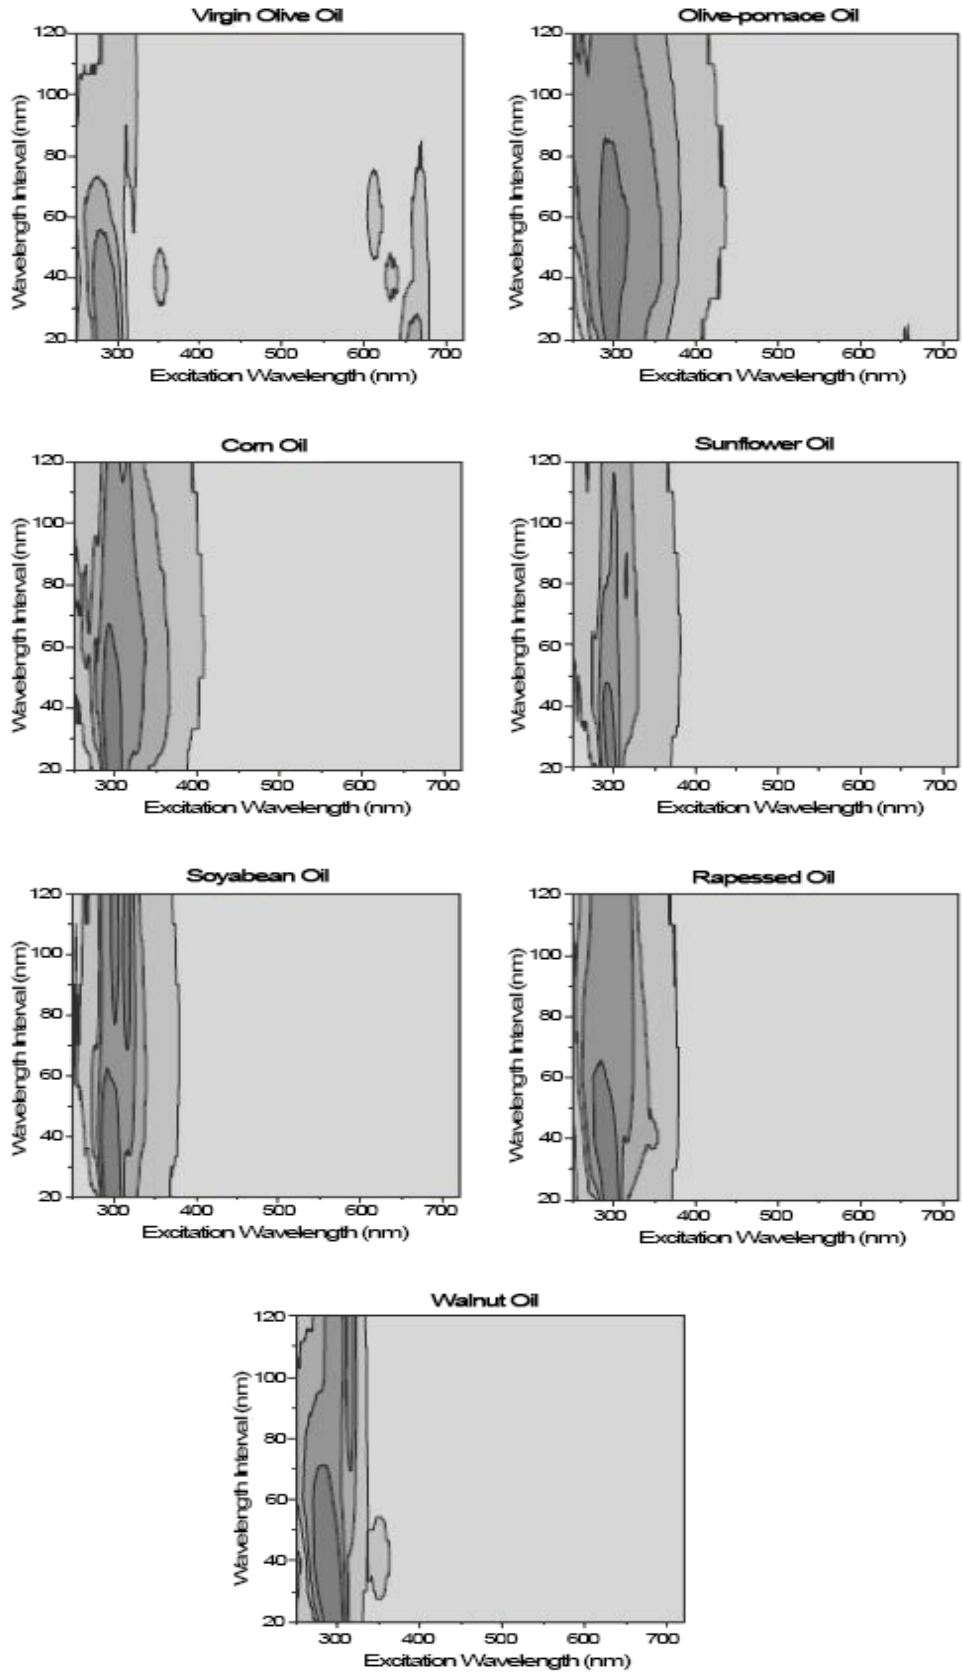 Virgin Olive Oil
Olive-pomace Oil
120
100
80
60
40
20
Wavelength Interval (nm)
300 400 500 600 700
Excitation Wavelength (nm)
120
100
80
60
40
20
Wavelength Interval (nm)
300 400 500 600 700
Excitation Wavelength (nm)
Corn Oil
Sunflower Oil
120
100
80
60
40
20
Wavelength Interval (nm)
300 400 500 600 700
Excitation Wavelength (nm)
120
100
80
60
40
20
Wavelength Interval (nm)
300 400 500 600 700
Excitation Wavelength (nm)
Soyabean Oil
Rapessed Oil
120
100
80
60
40
20
Wavelength Interval (nm)
300 400 500 600 700
Excitation Wavelength (nm)
120
100
80
60
40
20
Wavelength Interval (nm)
300 400 500 600 700
Excitation Wavelength (nm)
Walnut Oil
120
100
80
60
40
20
Wavelength Interval (nm)
300 400 500 600 700
Excitation Wavelength (nm)